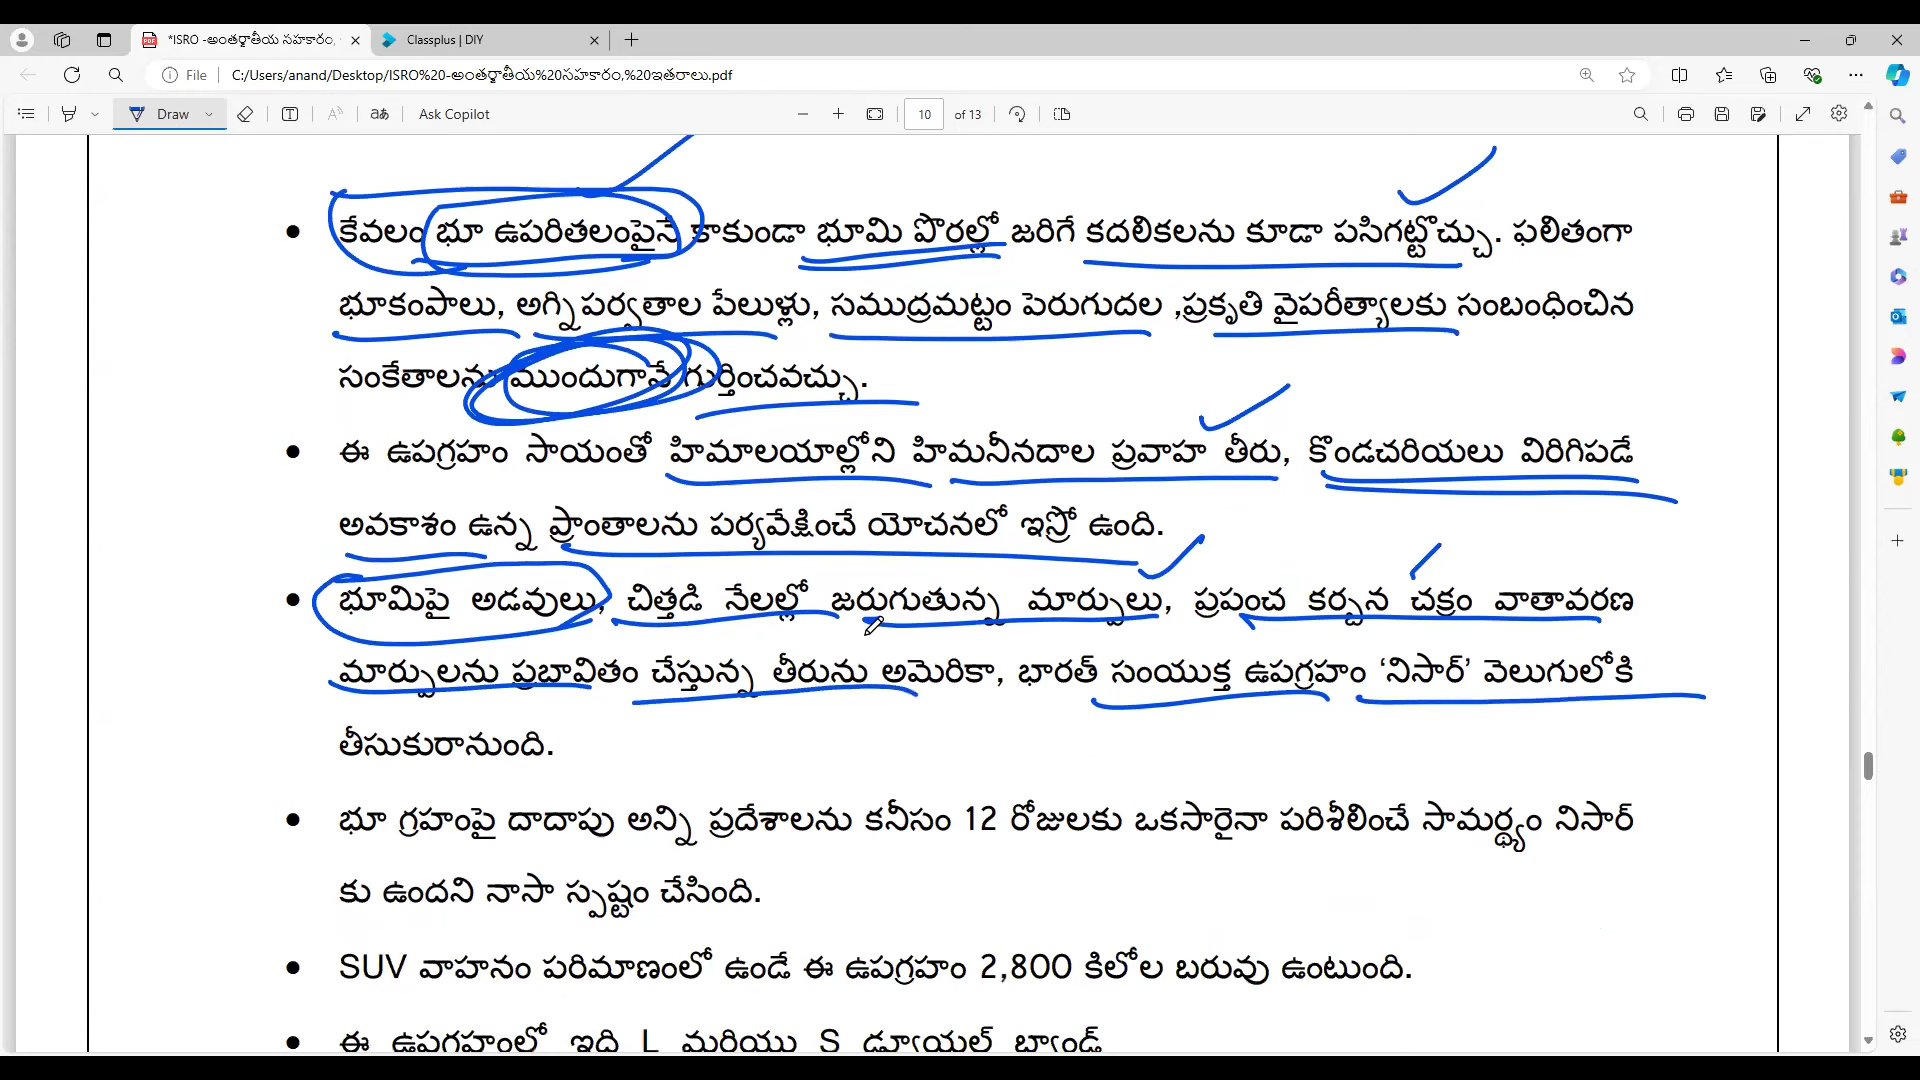 *ISRO -అంతర్జాతీయ సహకారం,
Classplus | DIY
File
C:/Users/anand/Desktop/ISRO%20-అంతర్జాతీయ%20సహకారం,%20ఇతరాలు.pdf
Draw
Ask Copilot
10 of 13
• కేవలం భూ ఉపరితలంపైనే కాకుండా భూమి పొరల్లో జరిగే కదలికలను కూడా పసిగట్టొచ్చు. ఫలితంగా
భూకంపాలు, అగ్నిపర్వతాల పేలుళ్లు, సముద్రమట్టం పెరుగుదల ,ప్రకృతి వైపరీత్యాలకు సంబంధించిన
సంకేతాలను ముందుగానే గుర్తించవచ్చు.
• ఈ ఉపగ్రహం సాయంతో హిమాలయాల్లోని హిమనీనదాల ప్రవాహ తీరు, కొండచరియలు విరిగిపడే
అవకాశం ఉన్న ప్రాంతాలను పర్యవేక్షించే యోచనలో ఇస్రో ఉంది.
• భూమిపై అడవులు, చిత్తడి నేలల్లో జరుగుతున్న మార్పులు, ప్రపంచ కర్బన చక్రం వాతావరణ
మార్పులను ప్రభావితం చేస్తున్న తీరును అమెరికా, భారత్ సంయుక్త ఉపగ్రహం ‘నిసార్’ వెలుగులోకి
తీసుకురానుంది.
• భూ గ్రహంపై దాదాపు అన్ని ప్రదేశాలను కనీసం 12 రోజులకు ఒకసారైనా పరిశీలించే సామర్థ్యం నిసార్
కు ఉందని నాసా స్పష్టం చేసింది.
• SUV వాహనం పరిమాణంలో ఉండే ఈ ఉపగ్రహం 2,800 కిలోల బరువు ఉంటుంది.
• ఈ ఉపగ్రహంలో ఇది L మరియు S డ్యూయల్ బ్యాండ్